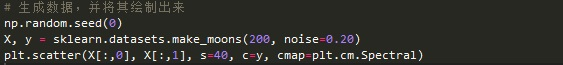 # 生成数据，并将其绘制出来
np.random.seed(0)
X, y = sklearn.datasets.make_moons(200, noise=0.20)
plt.scatter(X[:,0], X[:,1], s=40, c=y, cmap=plt.cm.Spectral)